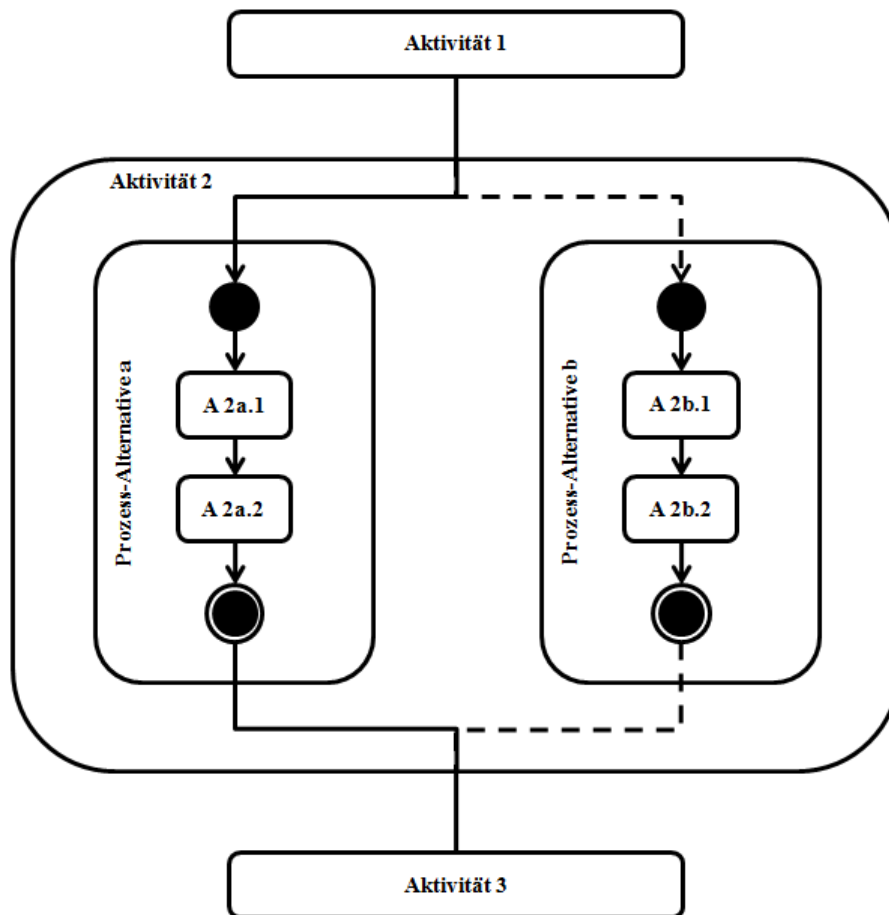 Aktivität 1
Aktivität 2
Prozess-Alternative a
A 2a.1
A 2a.2
Prozess-Alternative b
A 2b.1
A 2b.2
Aktivität 3